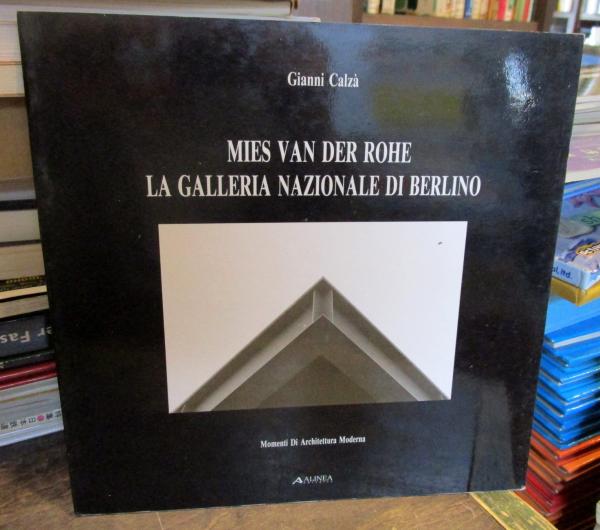 Gianni Calzà
MIES VAN DER ROHE
LA GALLERIA NAZIONALE DI BERLINO
Momenti Di Architettura Moderna
ALINEA